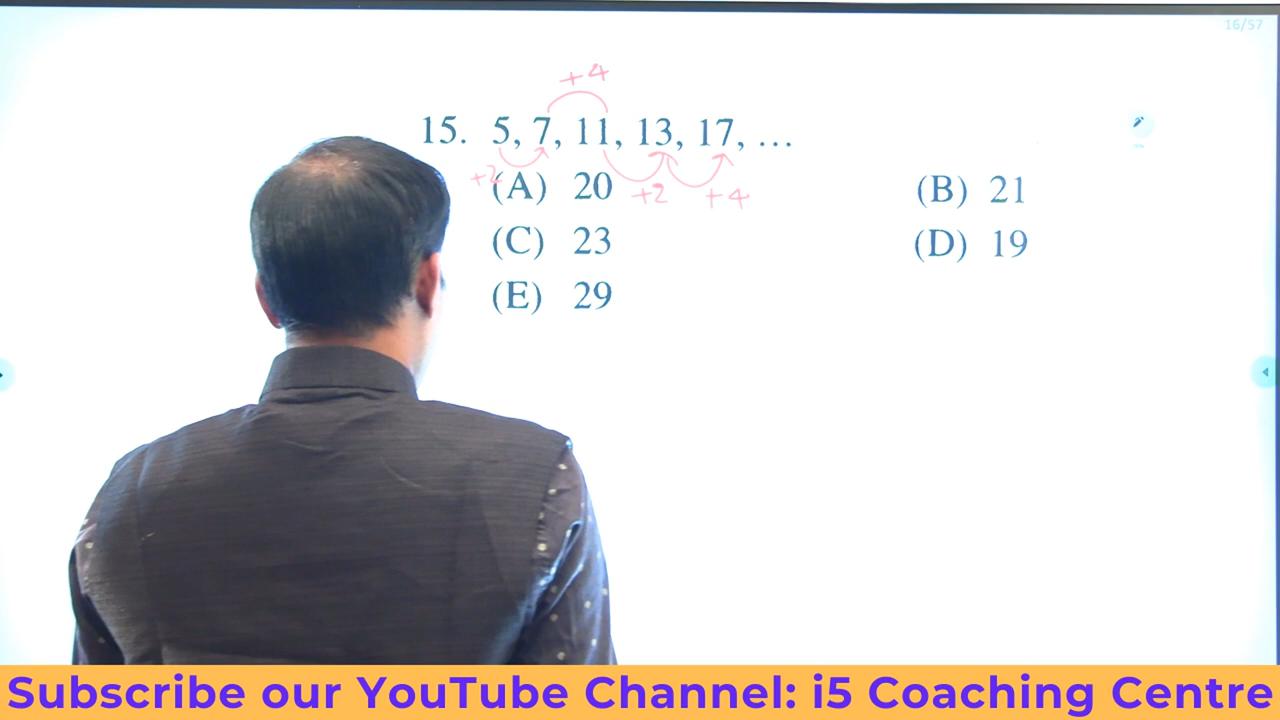 16/57
+4
15. 5, 7, 11, 13, 17, ...
+2 +2 +4
(A) 20 (B) 21
(C) 23 (D) 19
(E) 29
Subscribe our YouTube Channel: i5 Coaching Centre